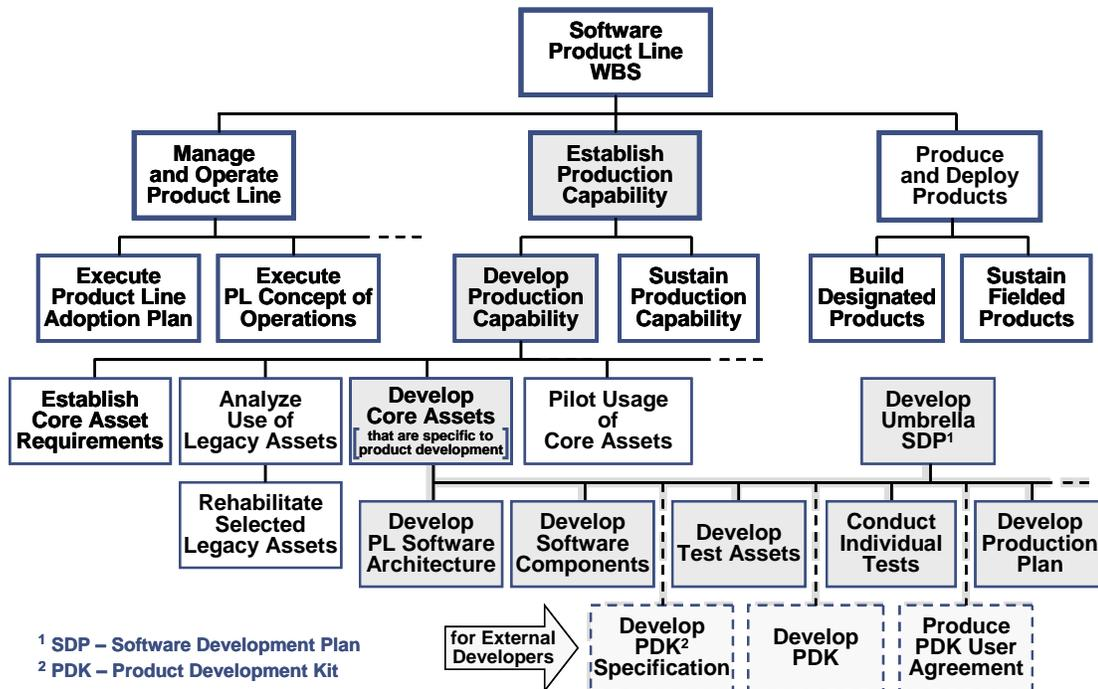 Software
Product Line
WBS
Manage
and Operate
Product Line
Establish
Production
Capability
Produce
and Deploy
Products
Execute
Product Line
Adoption Plan
Execute
PL Concept of
Operations
Develop
Production
Capability
Sustain
Production
Capability
Build
Designated
Products
Sustain
Fielded
Products
Establish
Core Asset
Requirements
Analyze
Use of
Legacy Assets
Develop
Core Assets
[that are specific to
product development]
Pilot Usage
of
Core Assets
Develop
Umbrella
SDP¹
Rehabilitate
Selected
Legacy Assets
Develop
PL Software
Architecture
Develop
Software
Components
Develop
Test Assets
Conduct
Individual
Tests
Develop
Production
Plan
for External
Developers
Develop
PDK²
Specification
Develop
PDK
Produce
PDK User
Agreement
¹ SDP – Software Development Plan
² PDK – Product Development Kit